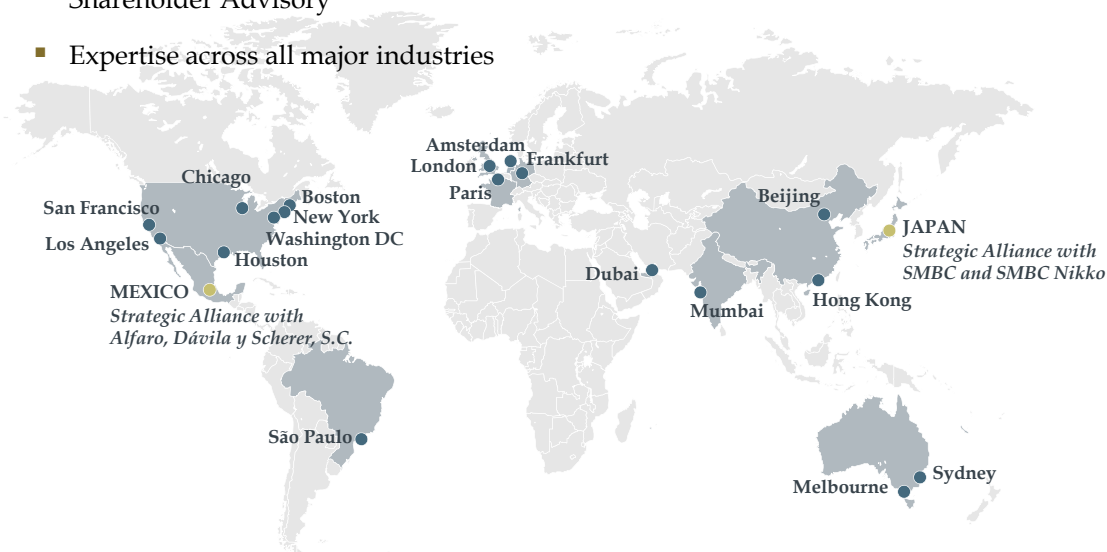 Shareholder Advisory
▪ Expertise across all major industries
Amsterdam
London
Frankfurt
Paris
Chicago
Boston
San Francisco
New York
Los Angeles
Washington DC
Houston
MEXICO
Strategic Alliance with
Alfaro, Dávila y Scherer, S.C.
Beijing
JAPAN
Strategic Alliance with
SMBC and SMBC Nikko
Dubai
Mumbai
Hong Kong
São Paulo
Sydney
Melbourne